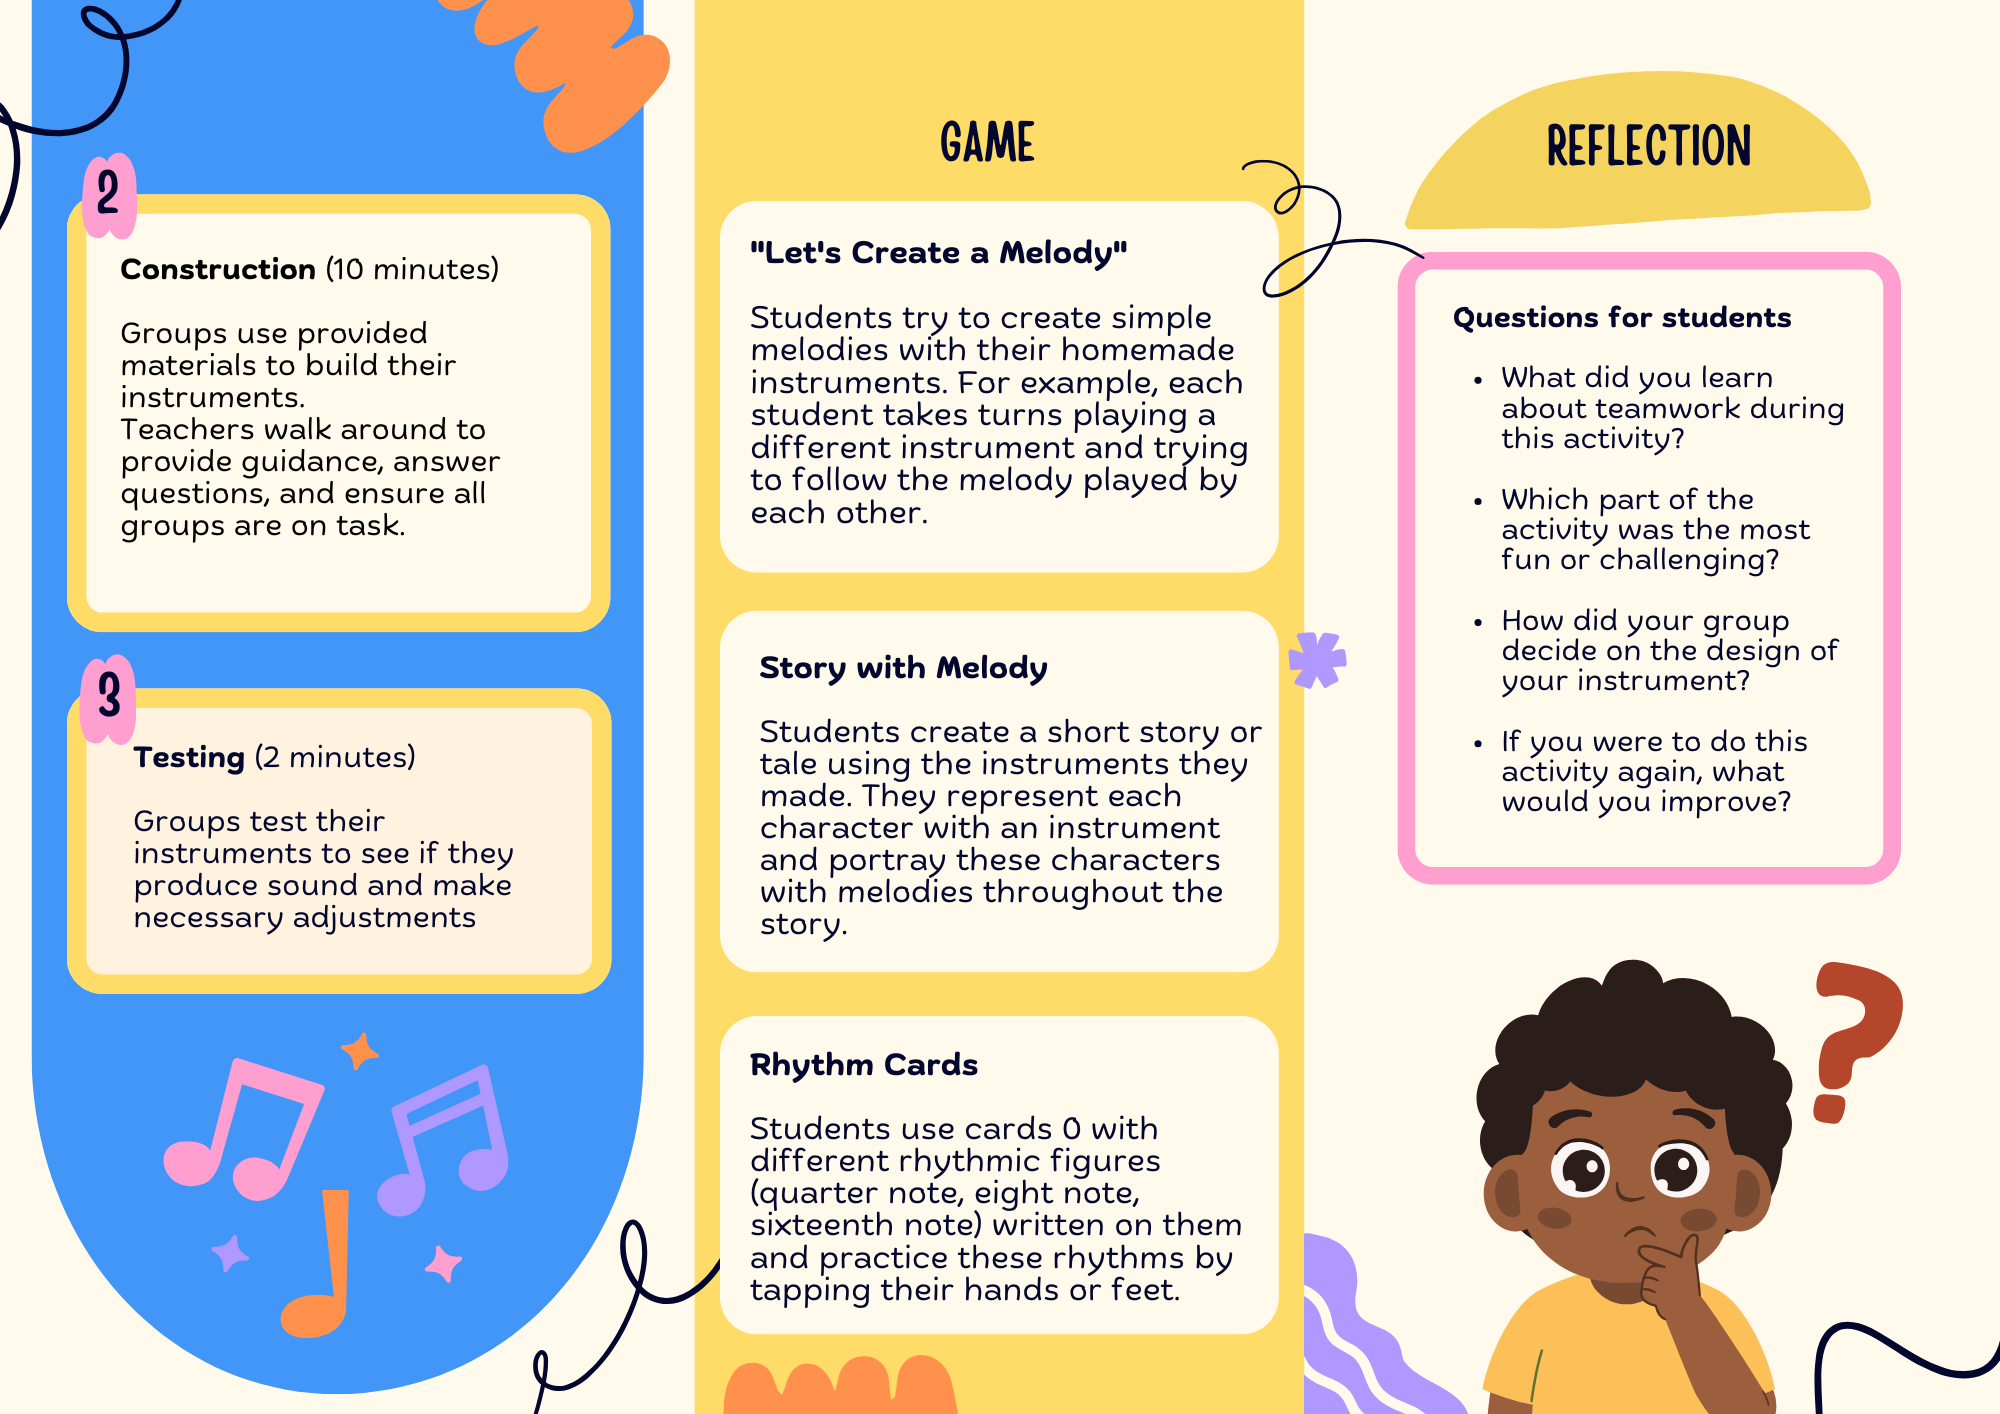 2
Construction (10 minutes)
Groups use provided
materials to build their
instruments.
Teachers walk around to
provide guidance, answer
questions, and ensure all
groups are on task.
3
Testing (2 minutes)
Groups test their
instruments to see if they
produce sound and make
necessary adjustments
GAME
"Let's Create a Melody"
Students try to create simple
melodies with their homemade
instruments. For example, each
student takes turns playing a
different instrument and trying
to follow the melody played by
each other.
Story with Melody
Students create a short story or
tale using the instruments they
made. They represent each
character with an instrument
and portray these characters
with melodies throughout the
story.
Rhythm Cards
Students use cards 0 with
different rhythmic figures
(quarter note, eight note,
sixteenth note) written on them
and practice these rhythms by
tapping their hands or feet.
REFLECTION
Questions for students
• What did you learn
about teamwork during
this activity?
• Which part of the
activity was the most
fun or challenging?
• How did your group
decide on the design of
your instrument?
• If you were to do this
activity again, what
would you improve?
?